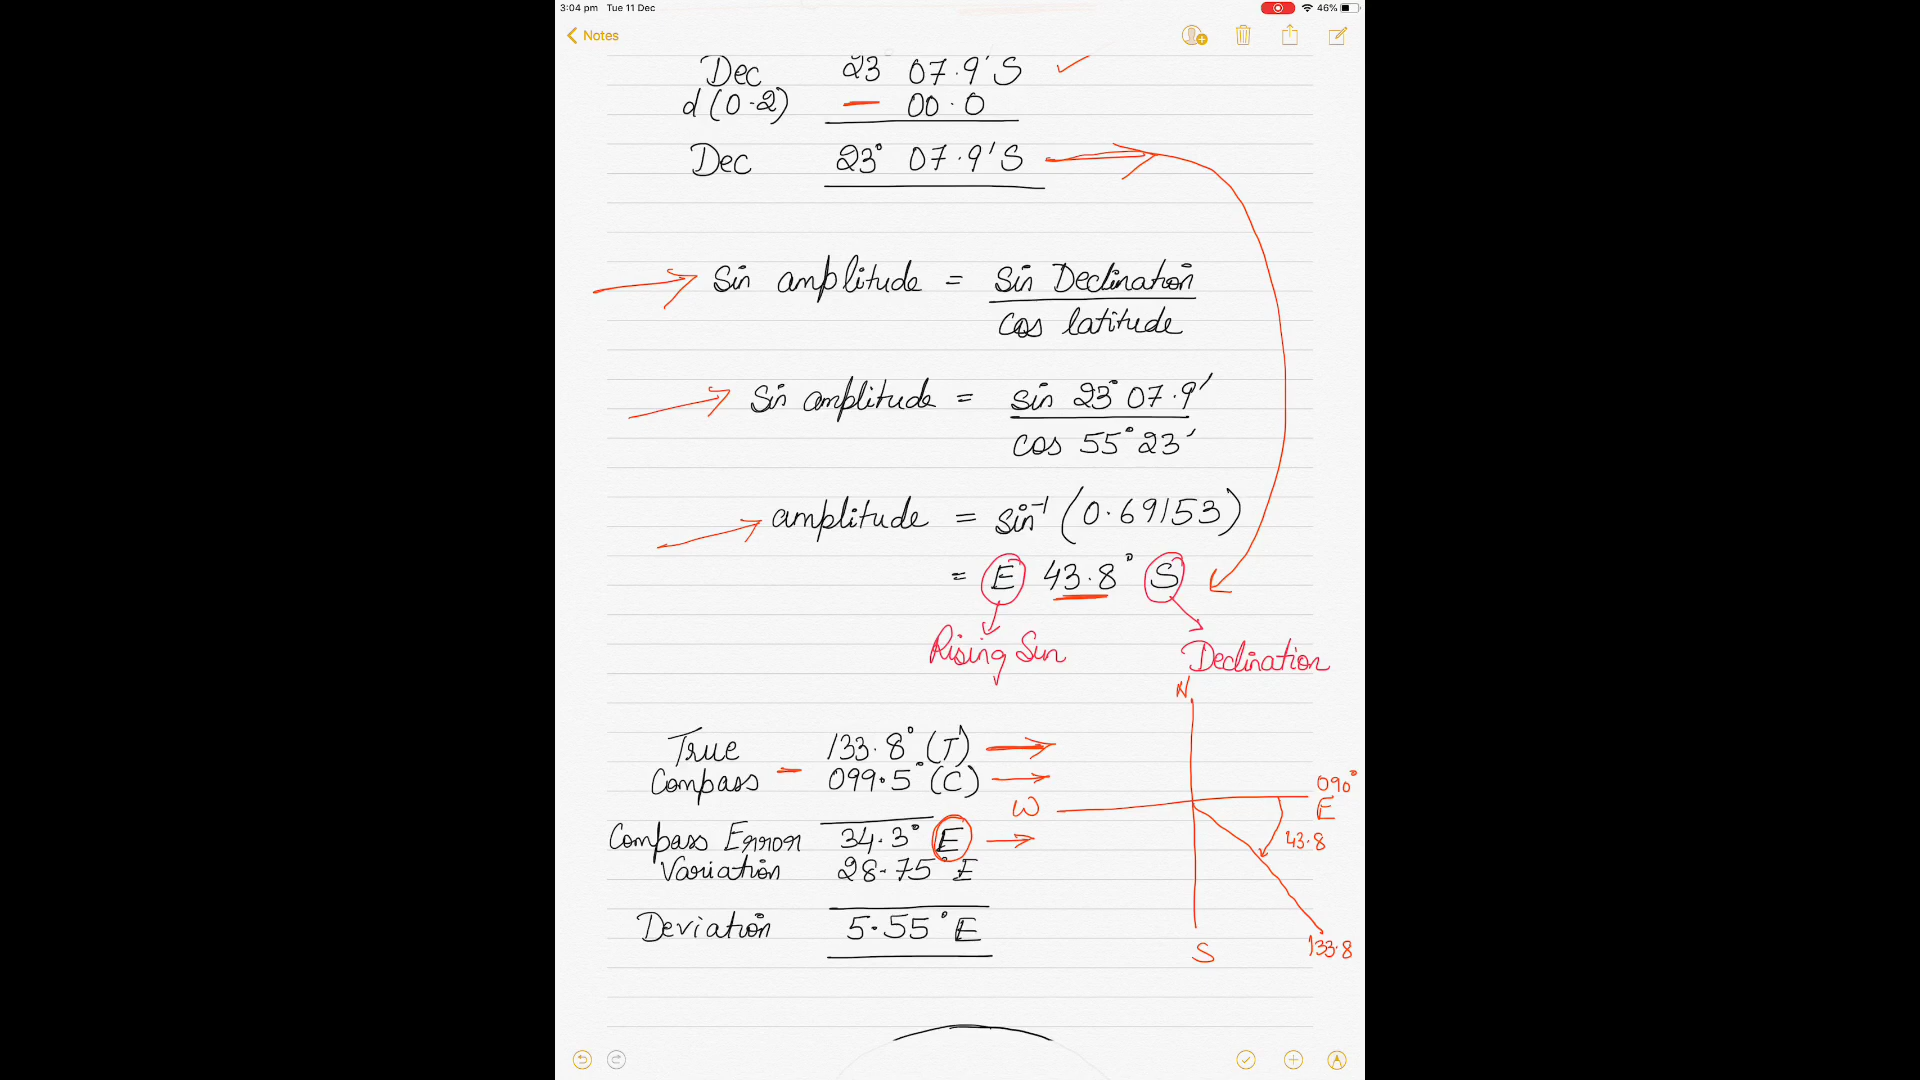 3:04 pm Tue 11 Dec
46%
Notes
Dec 23° 07.9' S
d (0.2) - 00.0
Dec 23° 07.9' S
Sin amplitude = Sin Declination
Cos latitude
Sin amplitude = sin 23° 07.9'
cos 55° 23'
amplitude = sin⁻¹ (0.69153)
= E 43.8° S
Rising Sun
Declination
N
True 133.8° (T)
Compass - 099.5° (C)
090°
W
E
Compass Error 34.3° E
43.8
Variation 28.75° E
Deviation 5.55° E
133.8
S